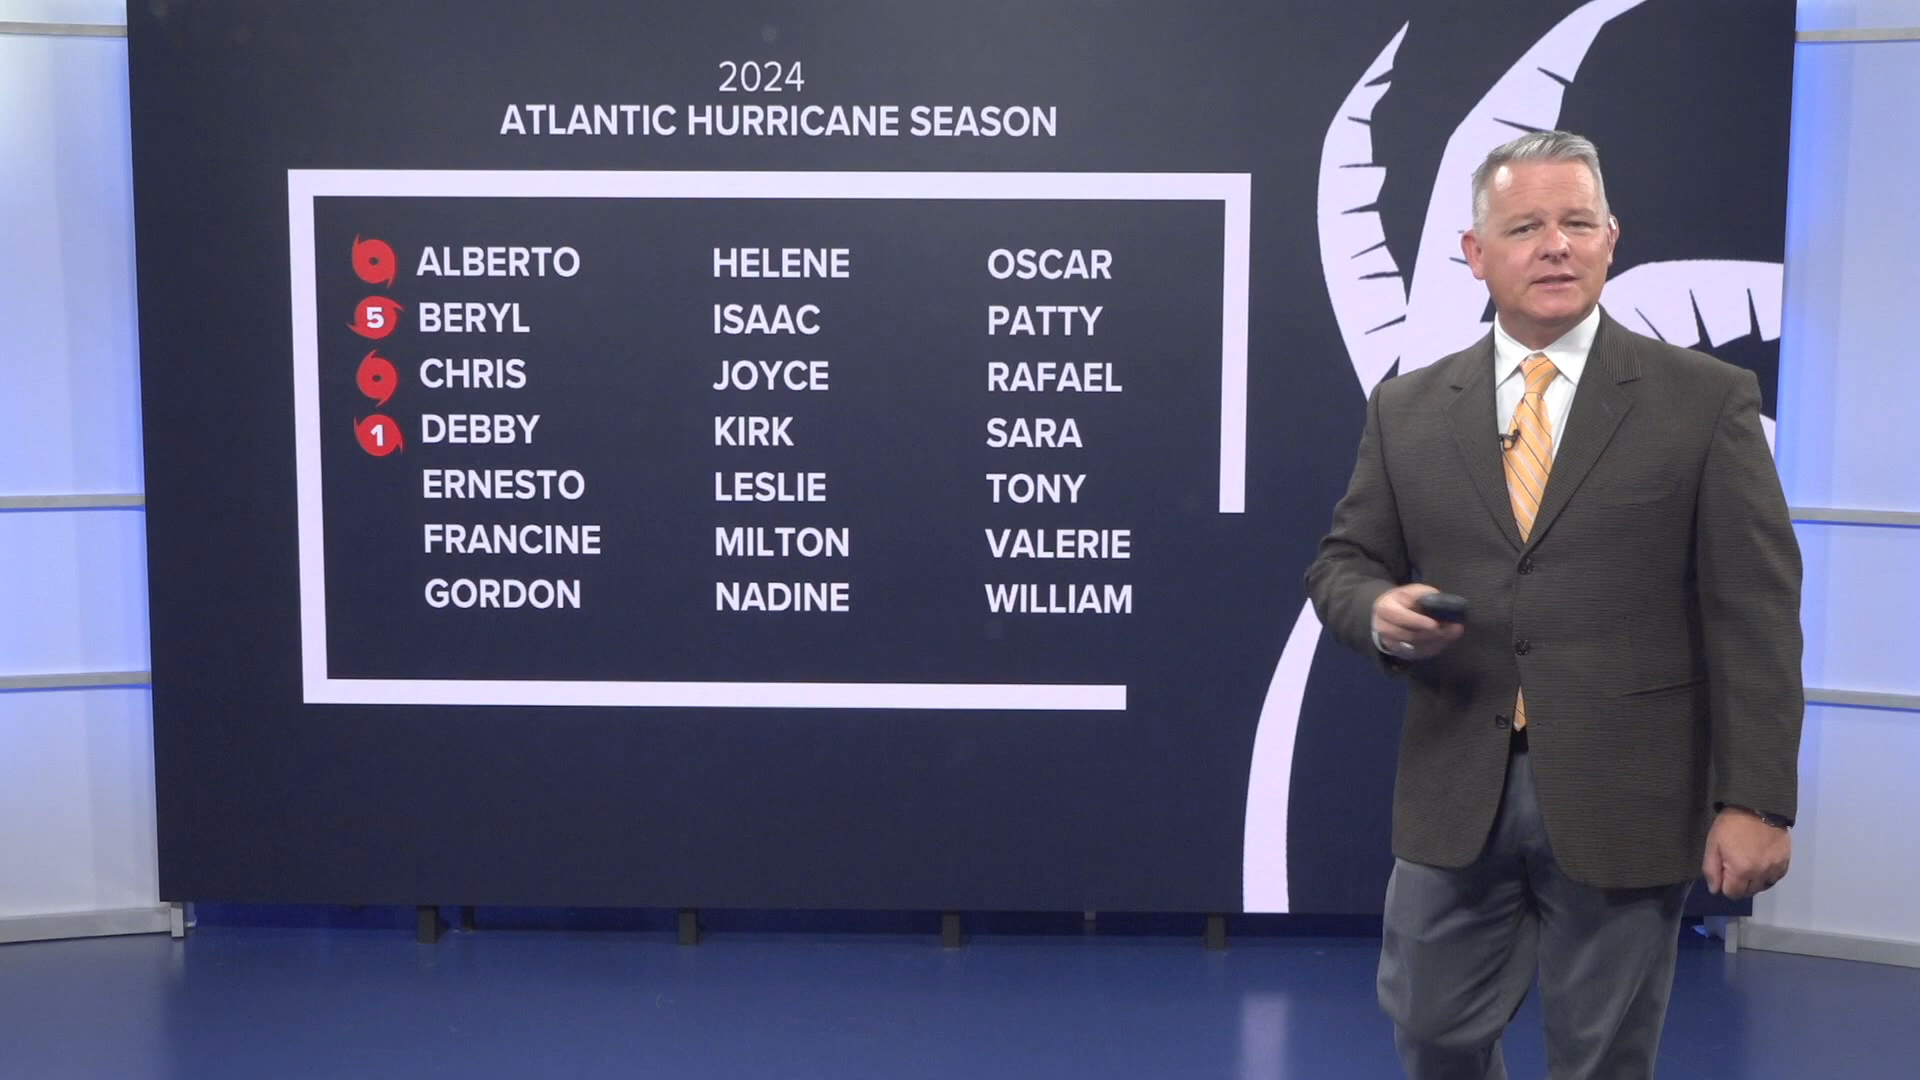 2024
ATLANTIC HURRICANE SEASON
ALBERTO
5 BERYL
CHRIS
1 DEBBY
ERNESTO
FRANCINE
GORDON
HELENE
ISAAC
JOYCE
KIRK
LESLIE
MILTON
NADINE
OSCAR
PATTY
RAFAEL
SARA
TONY
VALERIE
WILLIAM